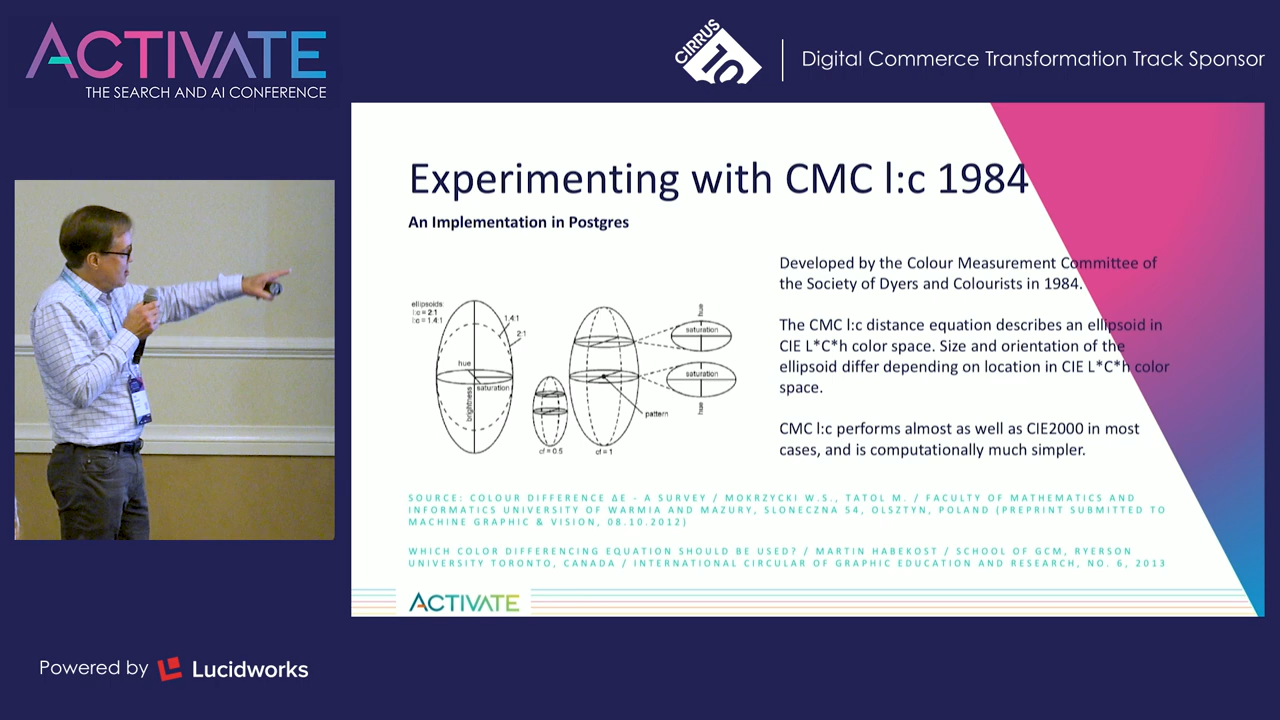 ACTIVATE
THE SEARCH AND AI CONFERENCE
CIRRUS
10
Digital Commerce Transformation Track Sponsor
Experimenting with CMC l:c 1984
An Implementation in Postgres
Developed by the Colour Measurement Committee of
the Society of Dyers and Colourists in 1984.
The CMC l:c distance equation describes an ellipsoid in
CIE L*C*h color space. Size and orientation of the
ellipsoid differ depending on location in CIE L*C*h color
space.
CMC l:c performs almost as well as CIE2000 in most
cases, and is computationally much simpler.
ellipsoids:
l:c = 2:1
l:c = 1.4:1
1.4:1
2:1
hue
saturation
brightness
cf = 0.5
cf = 1
pattern
hue
saturation
saturation
hue
SOURCE: COLOUR DIFFERENCE ΔE - A SURVEY / MOKRZYCKI W.S., TATOL M. / FACULTY OF MATHEMATICS AND
INFORMATICS UNIVERSITY OF WARMIA AND MAZURY, SLONECZNA 54, OLSZTYN, POLAND (PREPRINT SUBMITTED TO
MACHINE GRAPHIC & VISION, 08.10.2012)
WHICH COLOR DIFFERENCING EQUATION SHOULD BE USED? / MARTIN HABEKOST / SCHOOL OF GCM, RYERSON
UNIVERSITY TORONTO, CANADA / INTERNATIONAL CIRCULAR OF GRAPHIC EDUCATION AND RESEARCH, NO. 6, 2013
ACTIVATE
Powered by Lucidworks